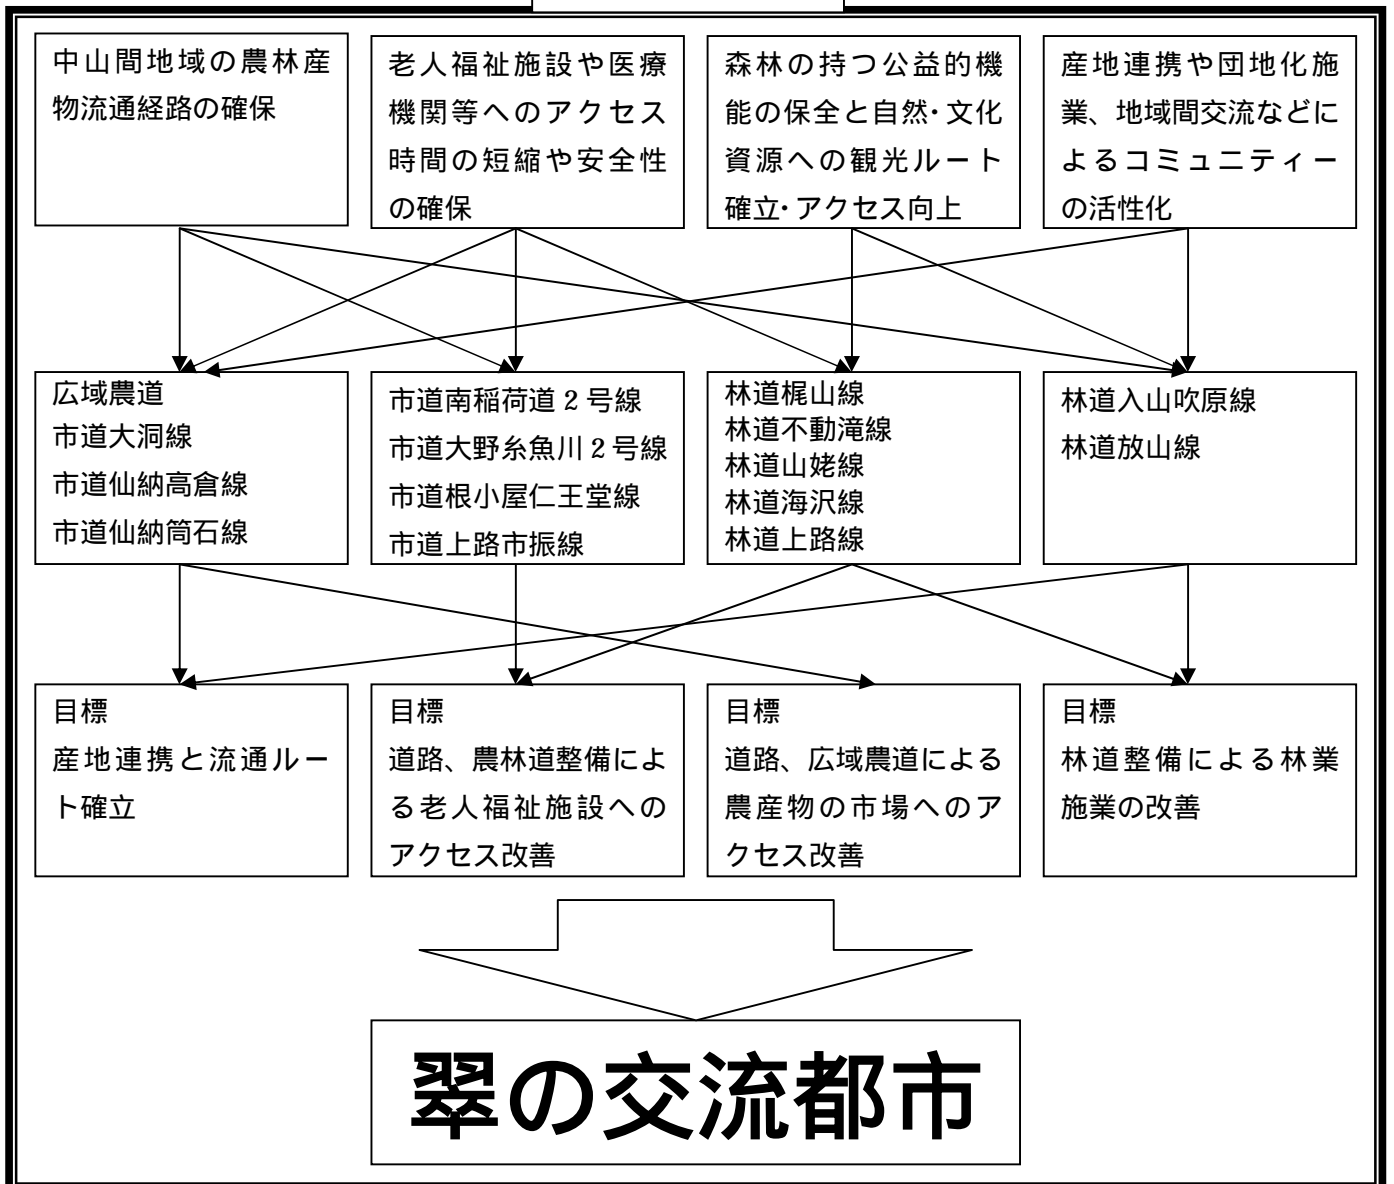 中山間地域の農林産
物流通経路の確保
老人福祉施設や医療
機関等へのアクセス
時間の短縮や安全性
の確保
森林の持つ公益的機
能の保全と自然・文化
資源への観光ルート
確立・アクセス向上
産地連携や団地化施
業、地域間交流などに
よるコミュニティー
の活性化
広域農道
市道大洞線
市道仙納高倉線
市道仙納筒石線
市道南稲荷道2号線
市道大野糸魚川2号線
市道根小屋仁王堂線
市道上路市振線
林道梶山線
林道不動滝線
林道山姥線
林道海沢線
林道上路線
林道入山吹原線
林道放山線
目標
産地連携と流通ルー
ト確立
目標
道路、農林道整備によ
る老人福祉施設への
アクセス改善
目標
道路、広域農道による
農産物の市場へのア
クセス改善
目標
林道整備による林業
施業の改善
翠の交流都市